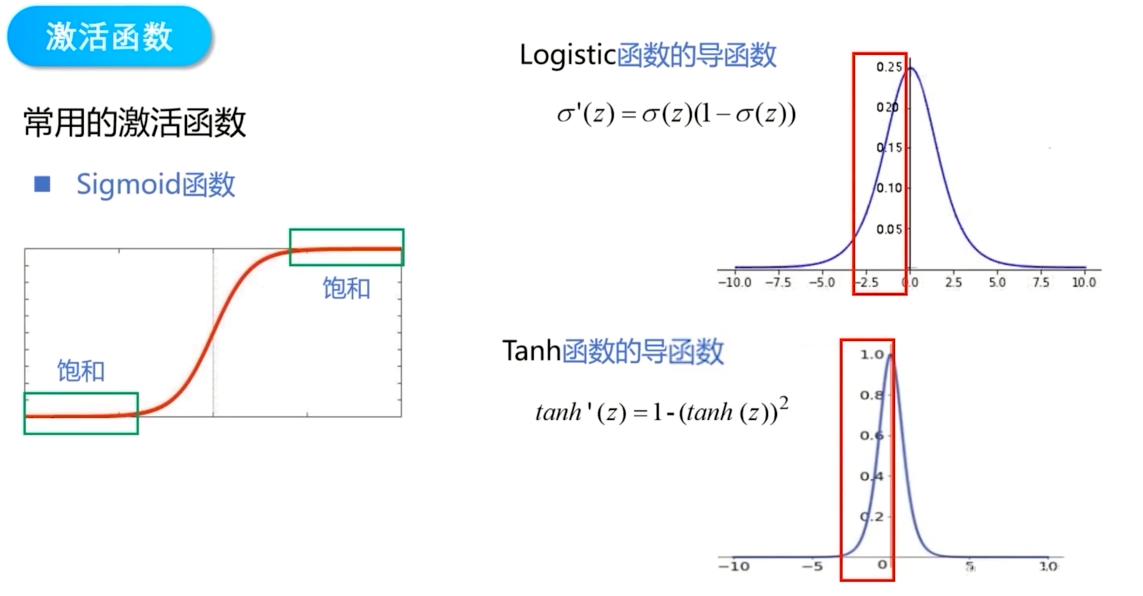 激活函数
常用的激活函数
■ Sigmoid函数
饱和
饱和
Logistic函数的导函数
σ'(z)=σ(z)(1−σ(z))
0.25
0.20
0.15
0.10
0.05
−10.0 −7.5 −5.0 −2.5 0.0 2.5 5.0 7.5 10.0
Tanh函数的导函数
tanh'(z)=1-(tanh(z))²
1.0
0.8
0.6
0.4
0.2
−10 −5 0 5 10